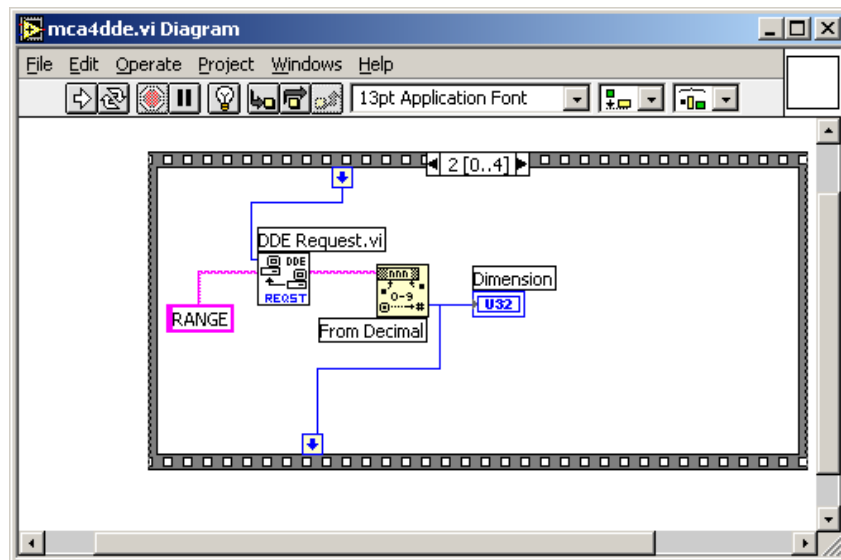 mca4dde.vi Diagram
File Edit Operate Project Windows Help
13pt Application Font
2 [0..4]
DDE Request.vi
DDE
REQST
nnn
0-9
#
Dimension
U32
RANGE
From Decimal